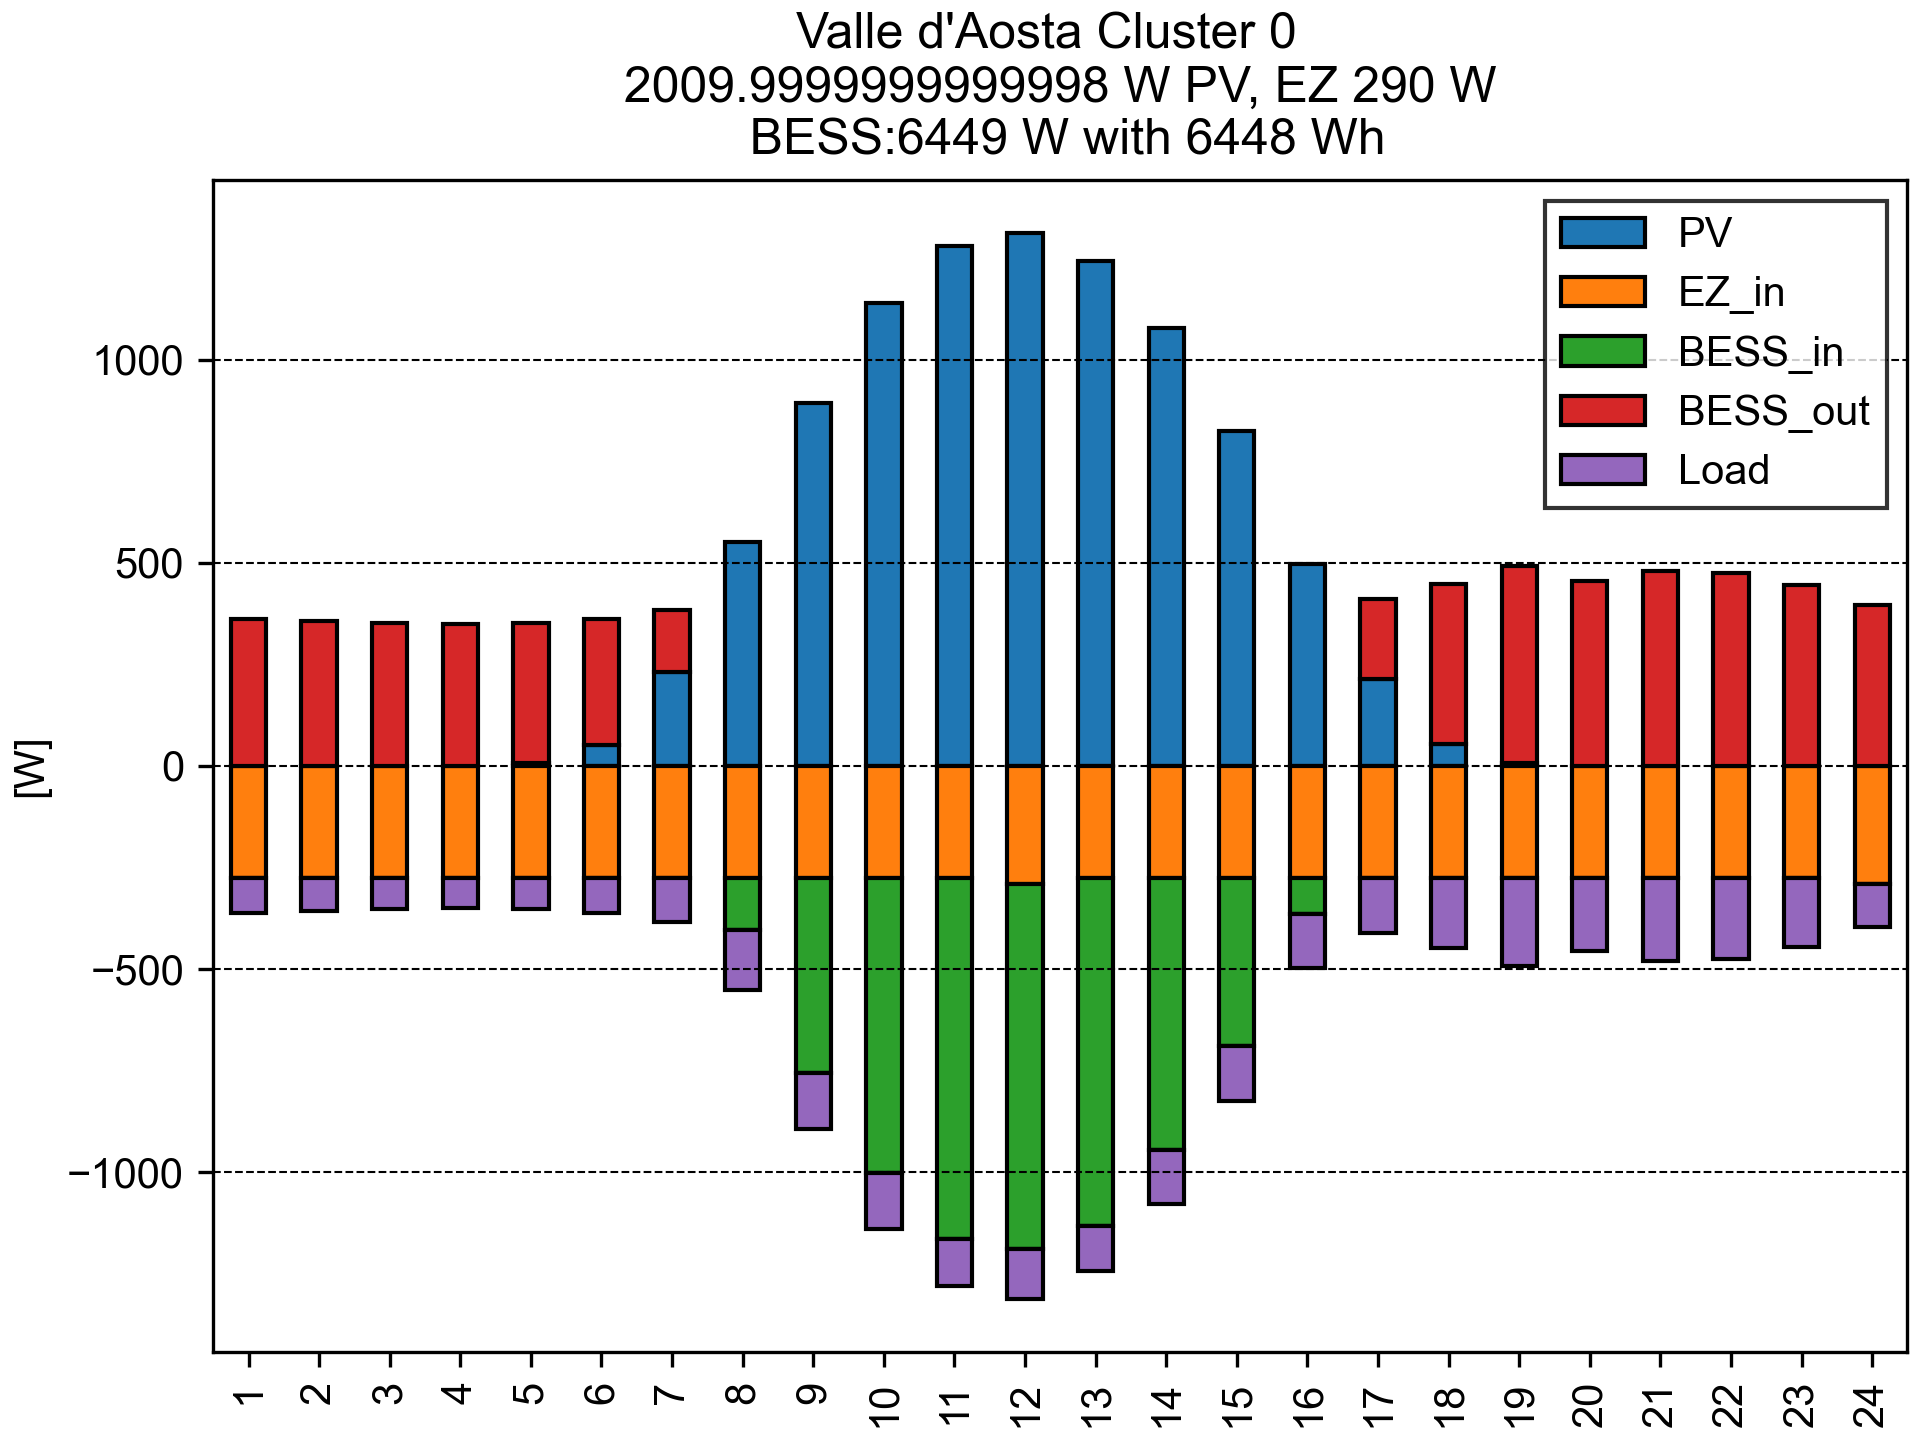 Valle d'Aosta Cluster 0
2009.9999999999998 W PV, EZ 290 W
BESS:6449 W with 6448 Wh
PV
EZ_in
BESS_in
BESS_out
Load
1000
500
0
−500
−1000
[W]
1 2 3 4 5 6 7 8 9 10 11 12 13 14 15 16 17 18 19 20 21 22 23 24